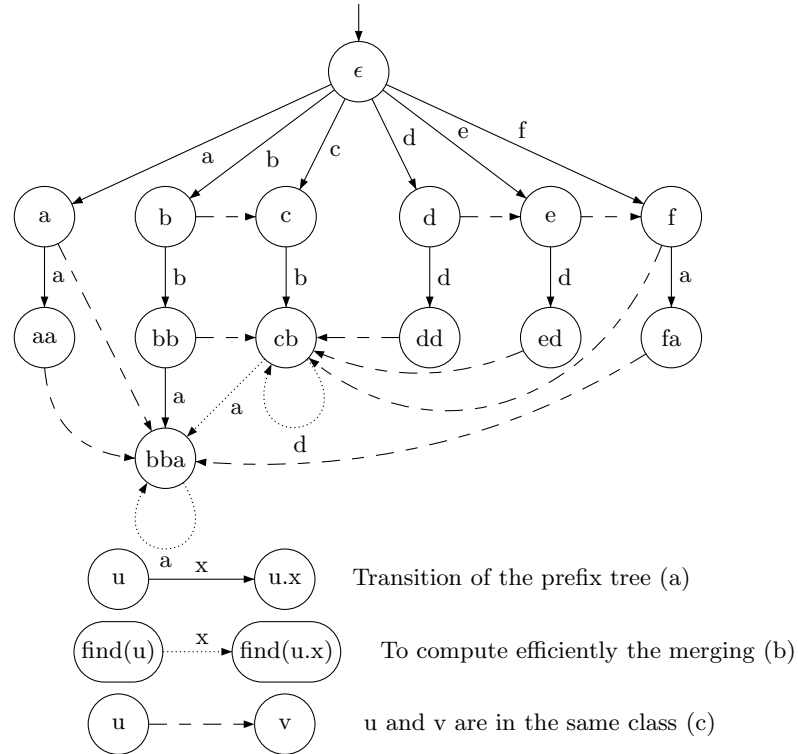 ϵ
a b c d e f
a b c d e f
a b b d d a
aa bb cb dd ed fa
a a d
bba
a
u x u.x Transition of the prefix tree (a)
find(u) x find(u.x) To compute efficiently the merging (b)
u v u and v are in the same class (c)